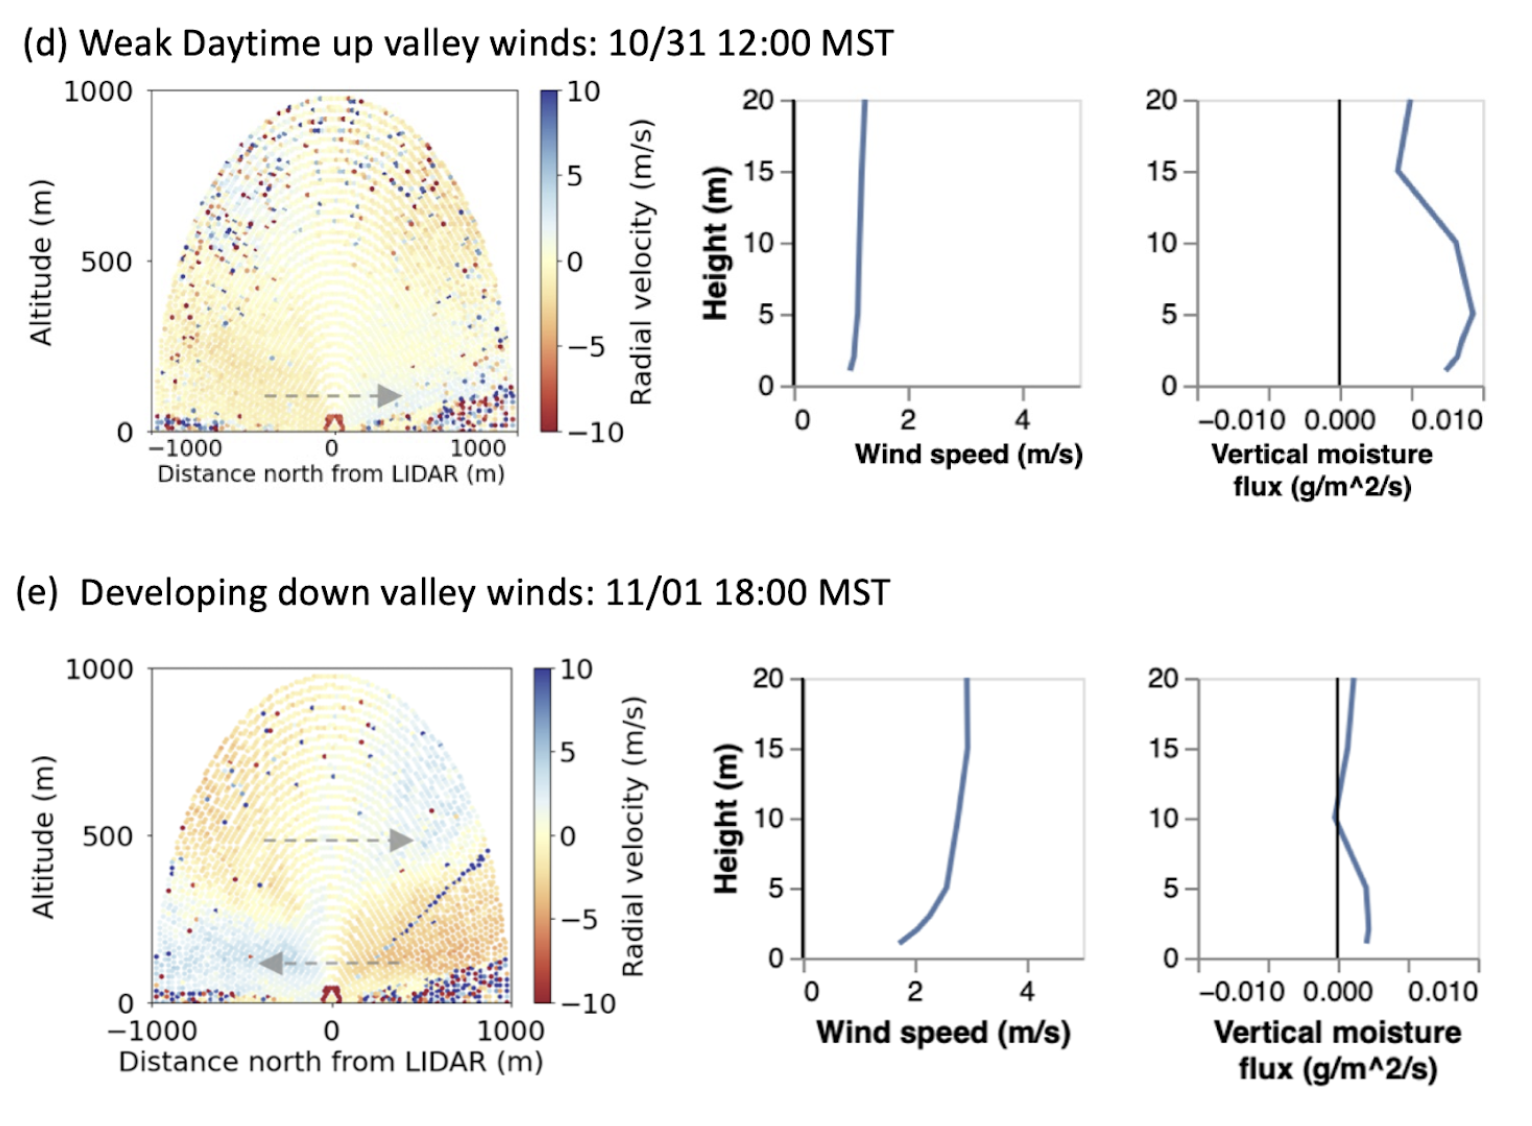 (d) Weak Daytime up valley winds: 10/31 12:00 MST
1000
500
0
Altitude (m)
−1000 0 1000
Distance north from LIDAR (m)
10
5
0
−5
−10
Radial velocity (m/s)
20
15
10
5
0
Height (m)
0 2 4
Wind speed (m/s)
20
15
10
5
0
−0.010 0.000 0.010
Vertical moisture
flux (g/m^2/s)
(e) Developing down valley winds: 11/01 18:00 MST
1000
500
0
Altitude (m)
−1000 0 1000
Distance north from LIDAR (m)
10
5
0
−5
−10
Radial velocity (m/s)
20
15
10
5
0
Height (m)
0 2 4
Wind speed (m/s)
20
15
10
5
0
−0.010 0.000 0.010
Vertical moisture
flux (g/m^2/s)